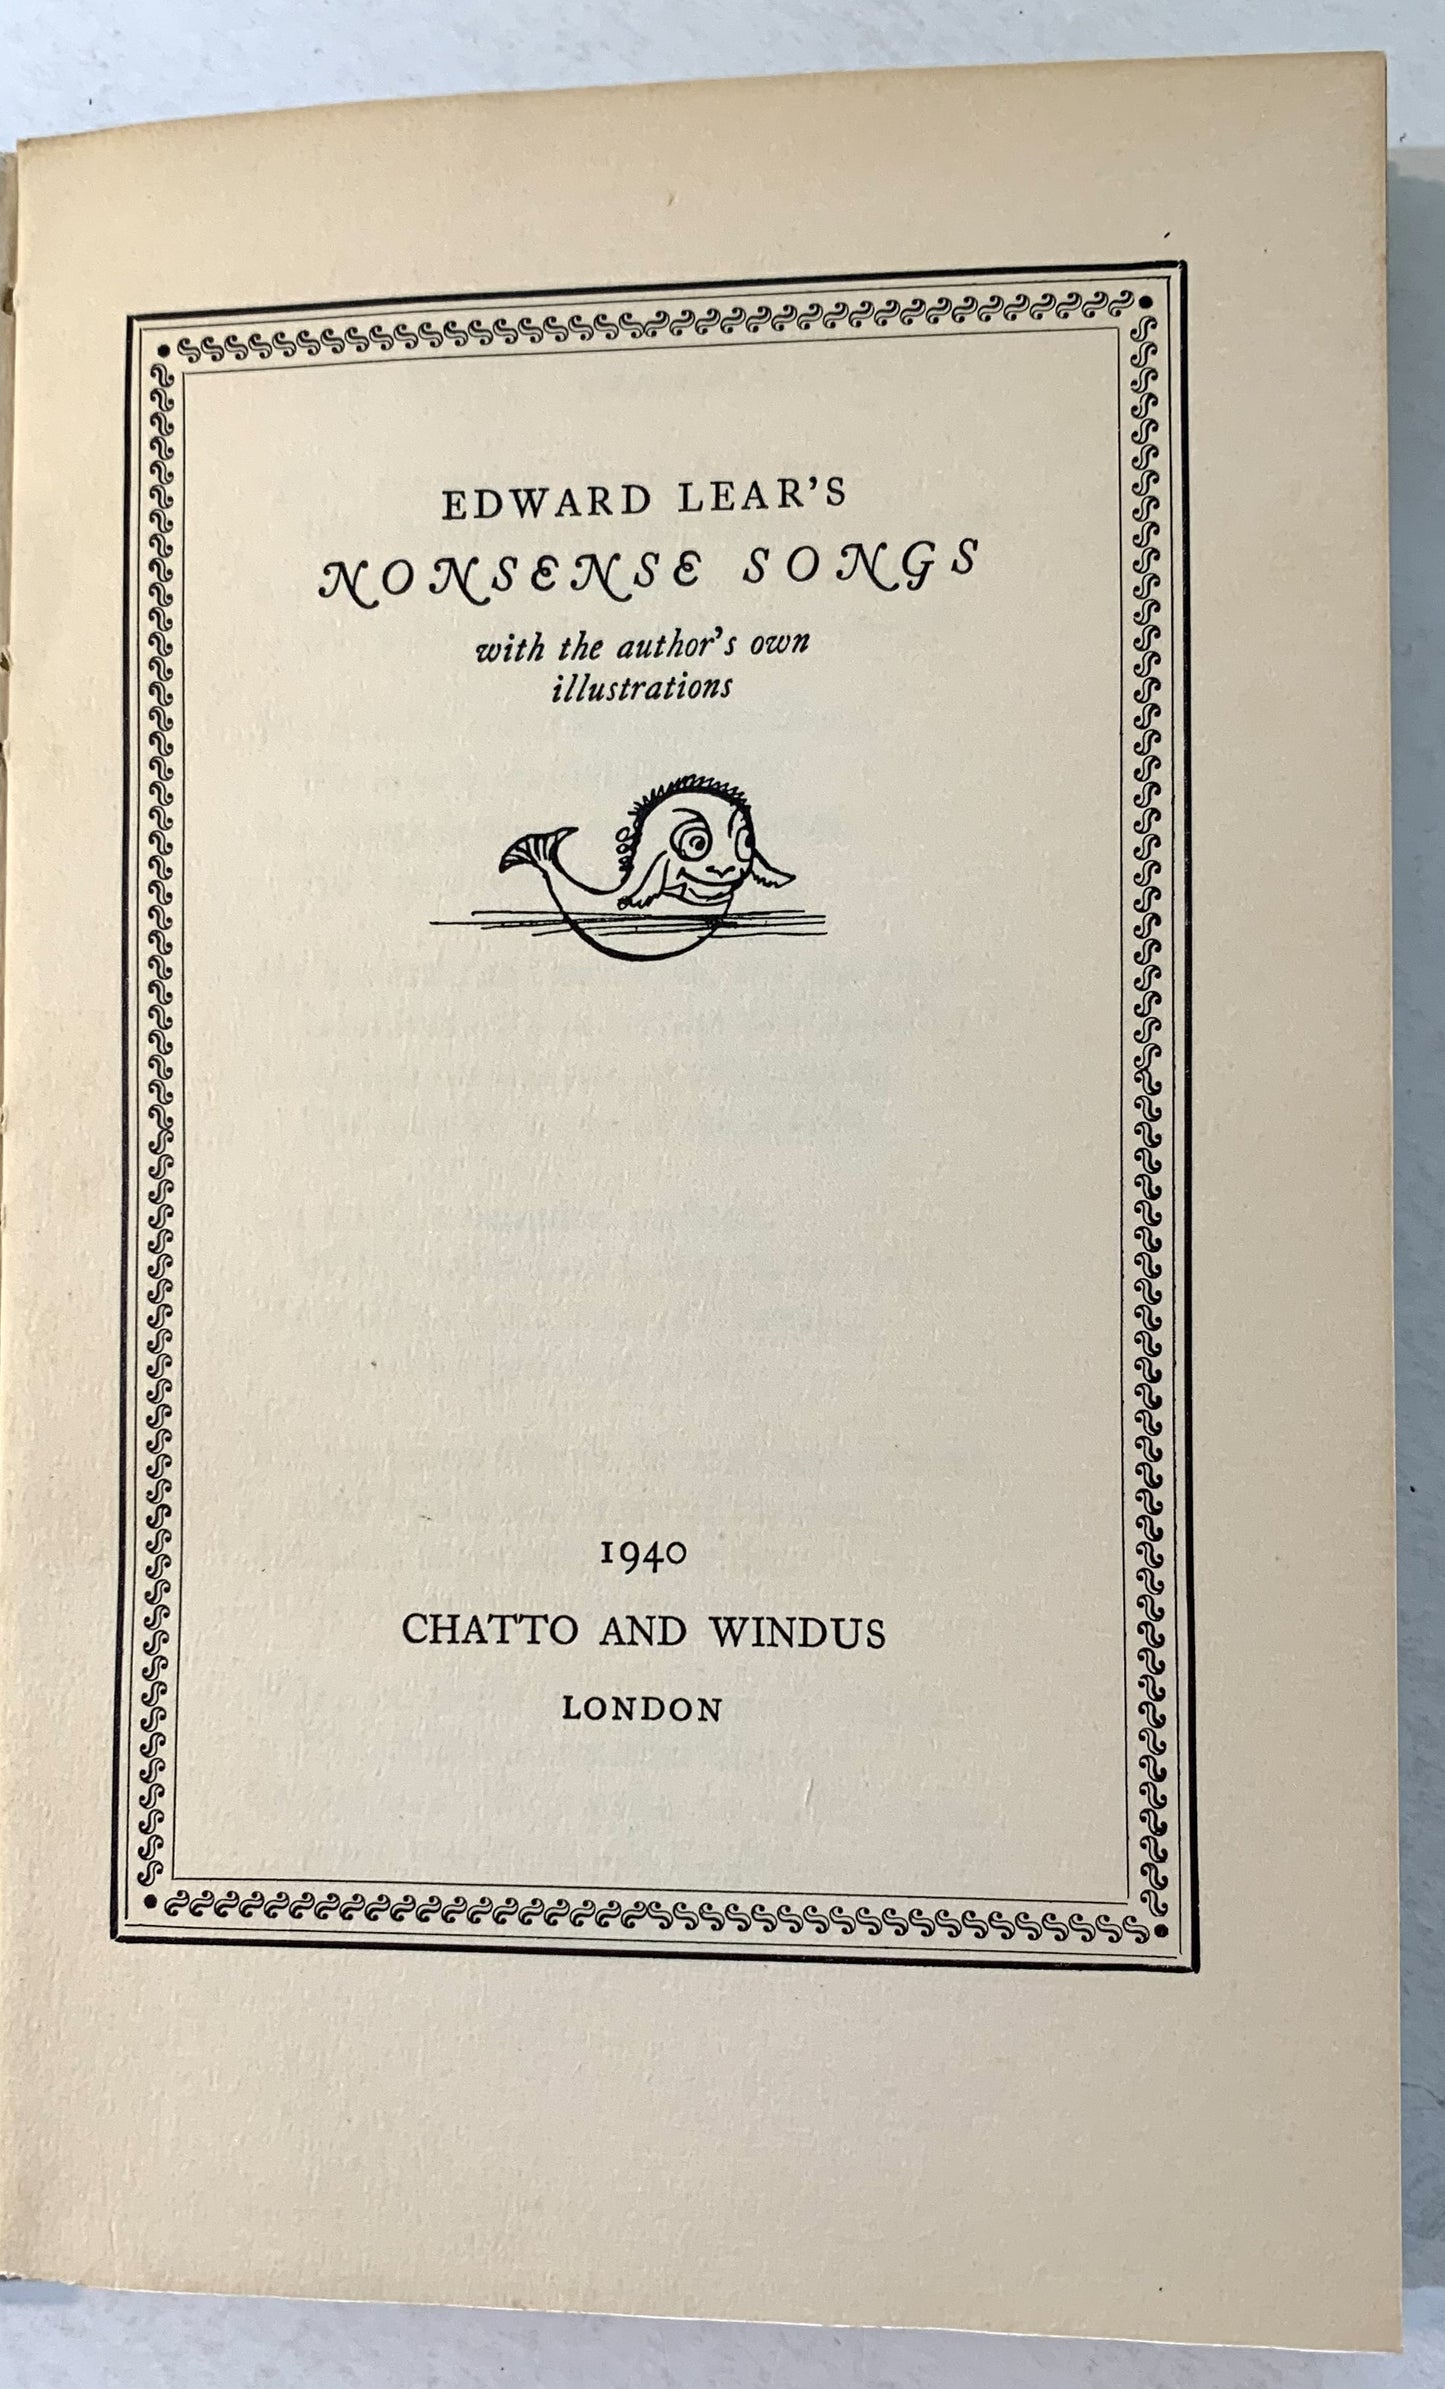 EDWARD LEAR'S
NONSENSE SONGS
with the author's own
illustrations
1940
CHATTO AND WINDUS
LONDON